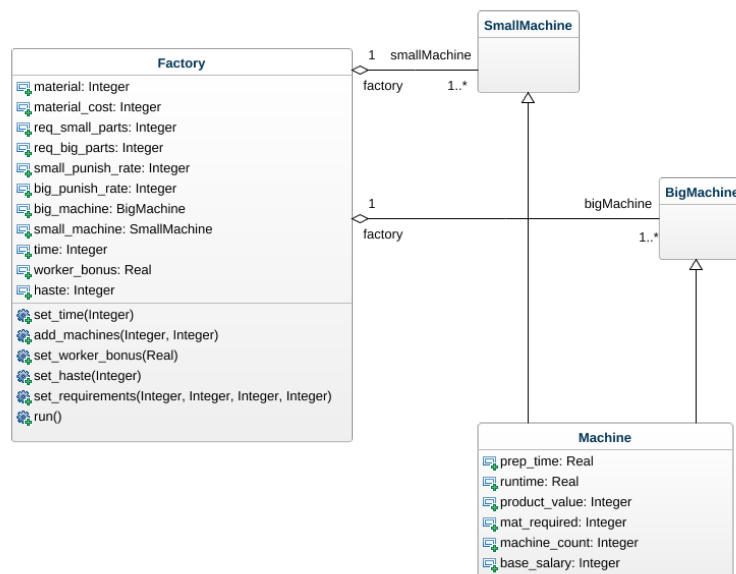 SmallMachine
1 smallMachine
factory 1..*
Factory
material: Integer
material_cost: Integer
req_small_parts: Integer
req_big_parts: Integer
small_punish_rate: Integer
big_punish_rate: Integer
big_machine: BigMachine
small_machine: SmallMachine
time: Integer
worker_bonus: Real
haste: Integer
set_time(Integer)
add_machines(Integer, Integer)
set_worker_bonus(Real)
set_haste(Integer)
set_requirements(Integer, Integer, Integer, Integer)
run()
1 bigMachine
factory 1..*
BigMachine
Machine
prep_time: Real
runtime: Real
product_value: Integer
mat_required: Integer
machine_count: Integer
base_salary: Integer